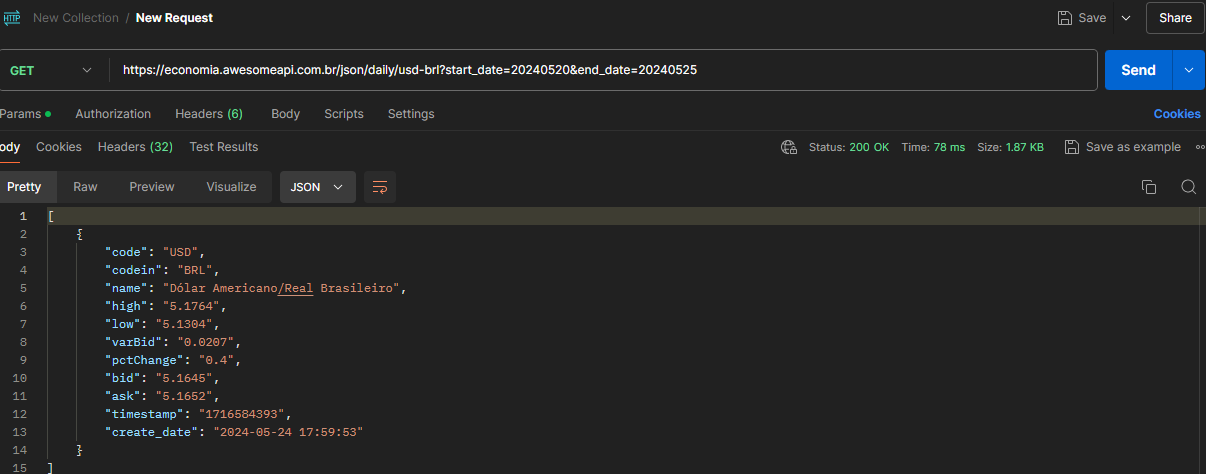 HTTP New Collection / New Request Save Share
GET https://economia.awesomeapi.com.br/json/daily/usd-brl?start_date=20240520&end_date=20240525 Send
Params Authorization Headers (6) Body Scripts Settings Cookies
ody Cookies Headers (32) Test Results Status: 200 OK Time: 78 ms Size: 1.87 KB Save as example
Pretty Raw Preview Visualize JSON
1 [
2 {
3 "code": "USD",
4 "codein": "BRL",
5 "name": "Dólar Americano/Real Brasileiro",
6 "high": "5.1764",
7 "low": "5.1304",
8 "varBid": "0.0207",
9 "pctChange": "0.4",
10 "bid": "5.1645",
11 "ask": "5.1652",
12 "timestamp": "1716584393",
13 "create_date": "2024-05-24 17:59:53"
14 }
15 ]